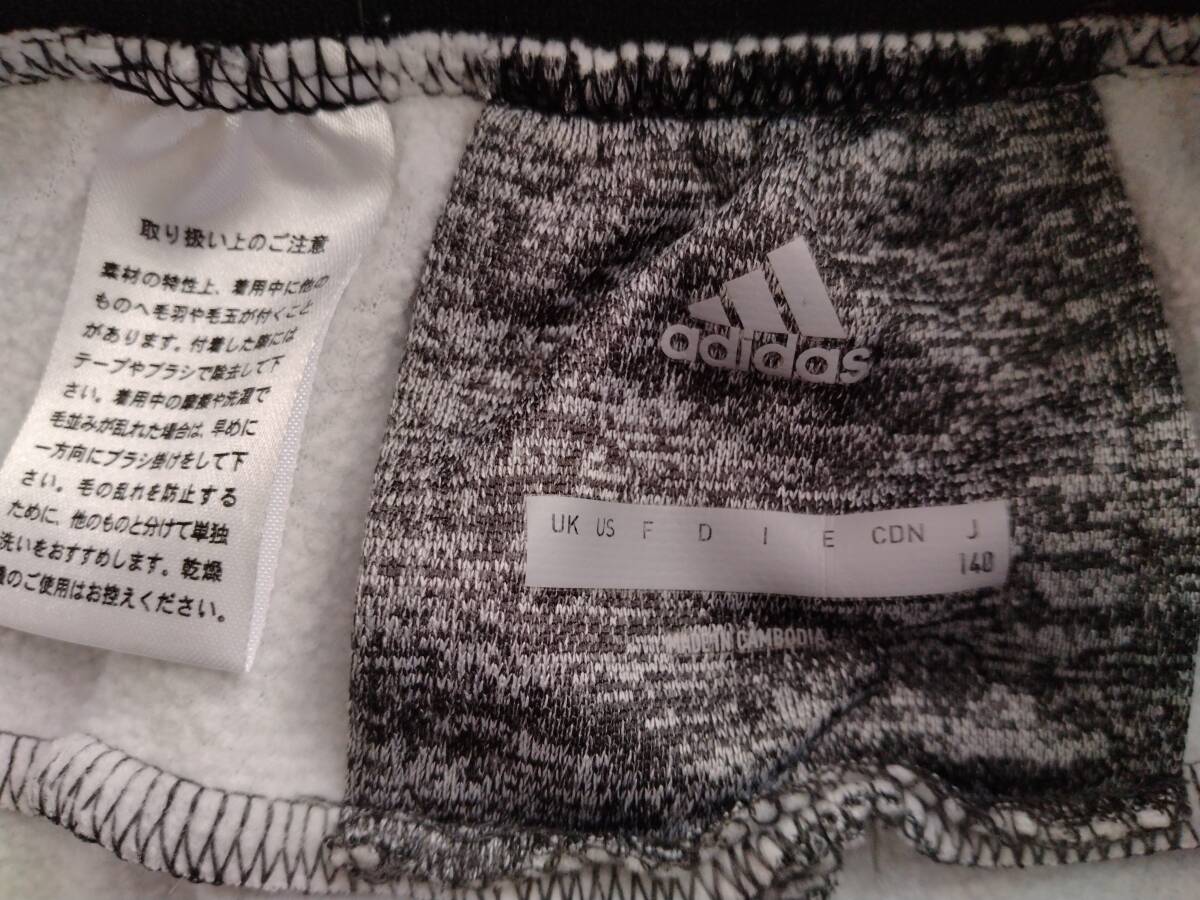 取り扱い上のご注意
素材の特性上、着用中に他の
ものへ毛羽や毛玉が付くこと
があります。付着した際には
テープやブラシで除去して下
さい。着用中の摩擦や洗濯で
毛並みが乱れた場合は、早めに
一方向にブラシ掛けをして下
さい。毛の乱れを防止する
ために、他のものと分けて単独
洗いをおすすめします。乾燥
機のご使用はお控えください。
adidas
UK US F D I E CDN J
140
MADE IN CAMBODIA